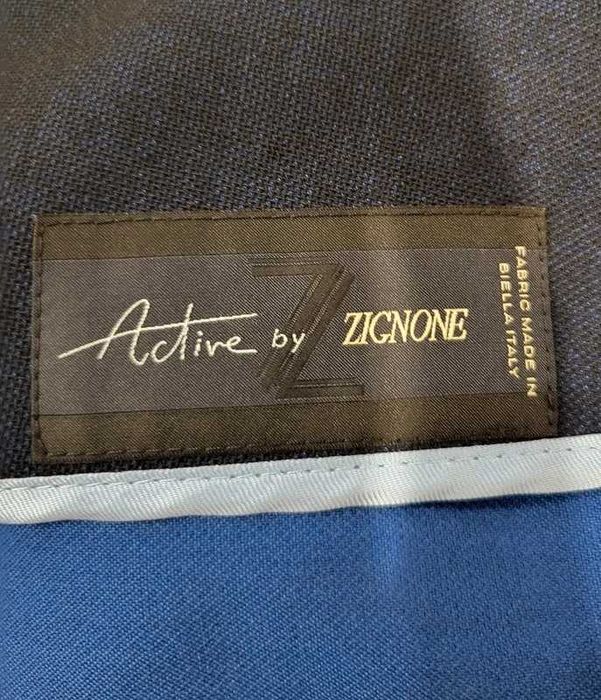 Active by ZIGNONE
FABRIC MADE IN
BIELLA ITALY